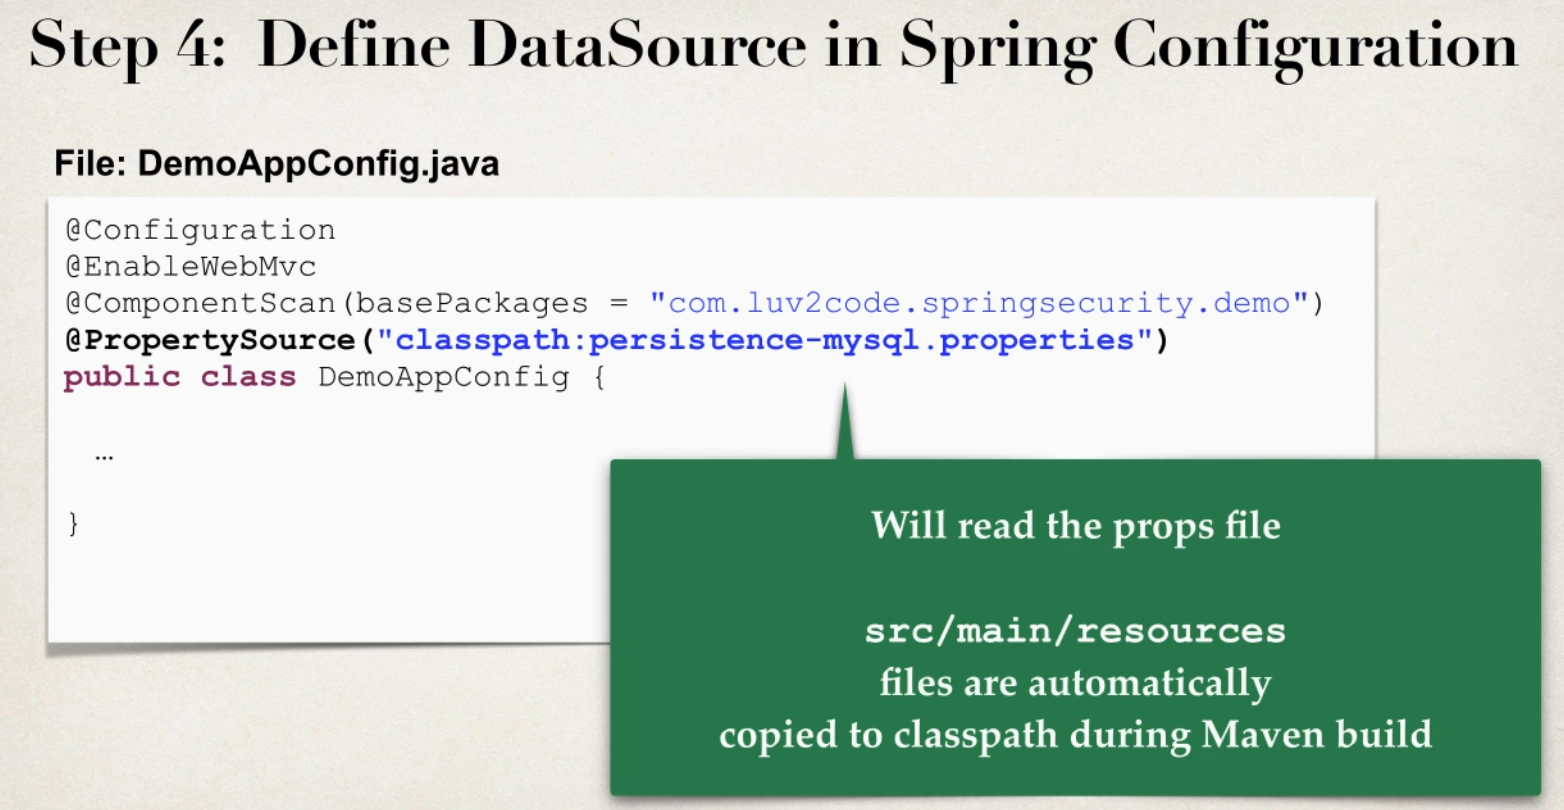 Step 4: Define DataSource in Spring Configuration
File: DemoAppConfig.java
@Configuration
@EnableWebMvc
@ComponentScan(basePackages = "com.luv2code.springsecurity.demo")
@PropertySource("classpath:persistence-mysql.properties")
public class DemoAppConfig {
…
}
Will read the props file
src/main/resources
files are automatically
copied to classpath during Maven build